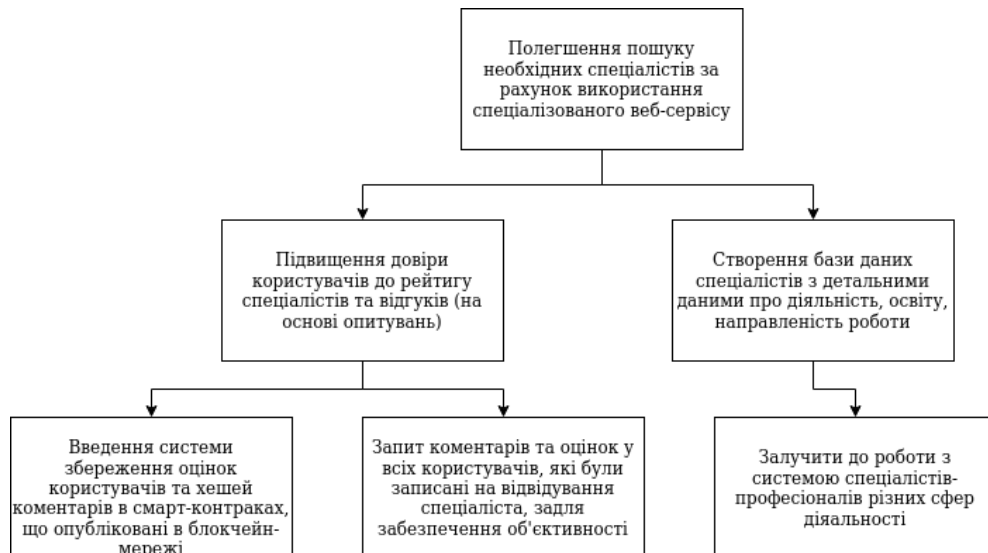 Полегшення пошуку
необхідних спеціалістів за
рахунок використання
спеціалізованого веб-сервісу
Підвищення довіри
користувачів до рейтигу
спеціалістів та відгуків (на
основі опитувань)
Створення бази даних
спеціалістів з детальними
даними про діяльність, освіту,
направленість роботи
Введення системи
збереження оцінок
користувачів та хешей
коментарів в смарт-контраках,
що опубліковані в блокчейн-
мережі
Запит коментарів та оцінок у
всіх користувачів, які були
записані на відвідування
спеціаліста, задля
забезпечення об'єктивності
Залучити до роботи з
системою спеціалістів-
професіоналів різних сфер
діяальності